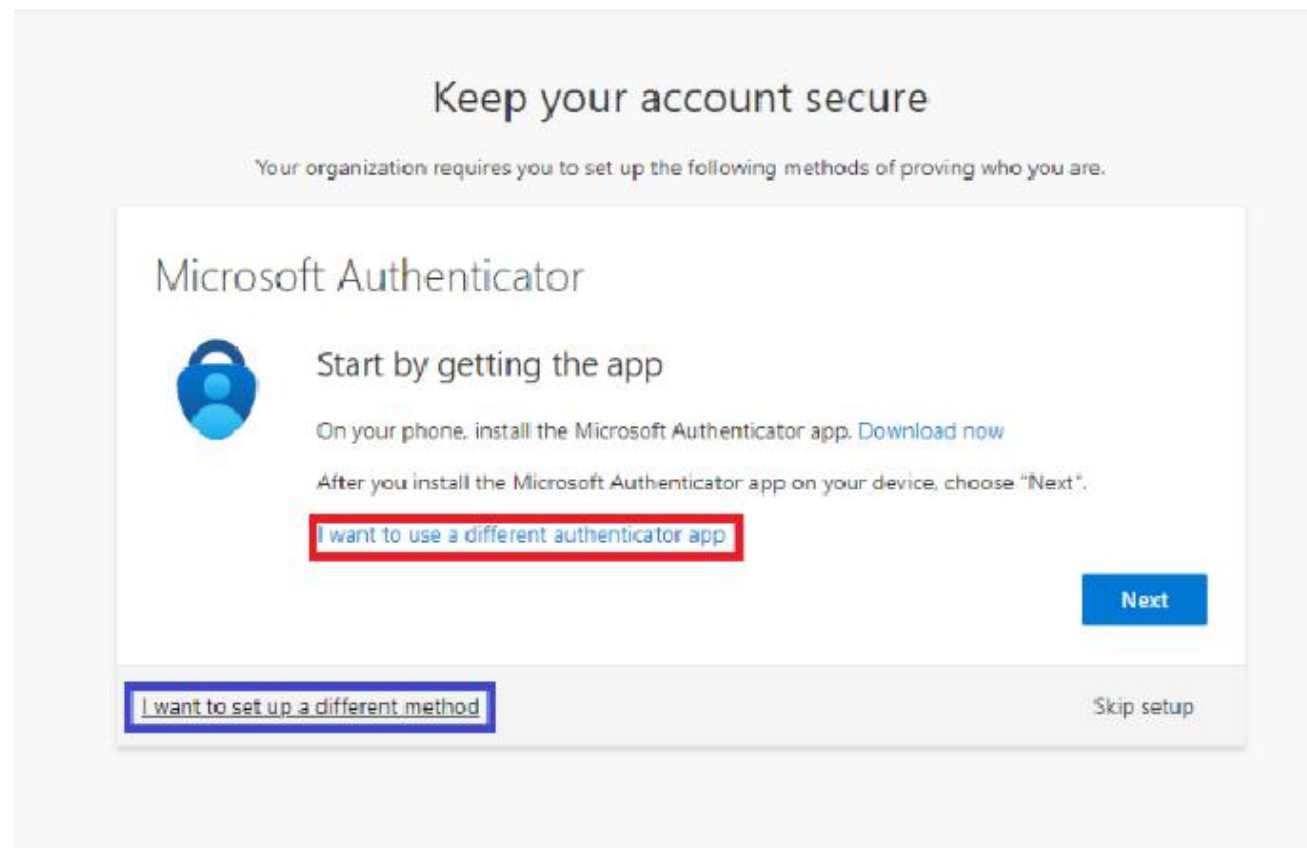 Keep your account secure
Your organization requires you to set up the following methods of proving who you are.
Microsoft Authenticator
Start by getting the app
On your phone, install the Microsoft Authenticator app. Download now
After you install the Microsoft Authenticator app on your device, choose "Next".
I want to use a different authenticator app
Next
I want to set up a different method
Skip setup